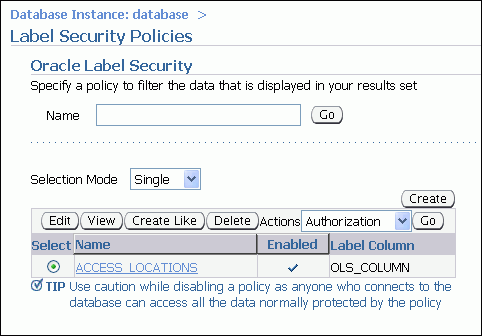 Database Instance: database >
Label Security Policies
Oracle Label Security
Specify a policy to filter the data that is displayed in your results set
Name Go
Selection Mode Single
Create
Edit View Create Like Delete Actions Authorization Go
Select Name Enabled Label Column
ACCESS_LOCATIONS OLS_COLUMN
TIP Use caution while disabling a policy as anyone who connects to the
database can access all the data normally protected by the policy